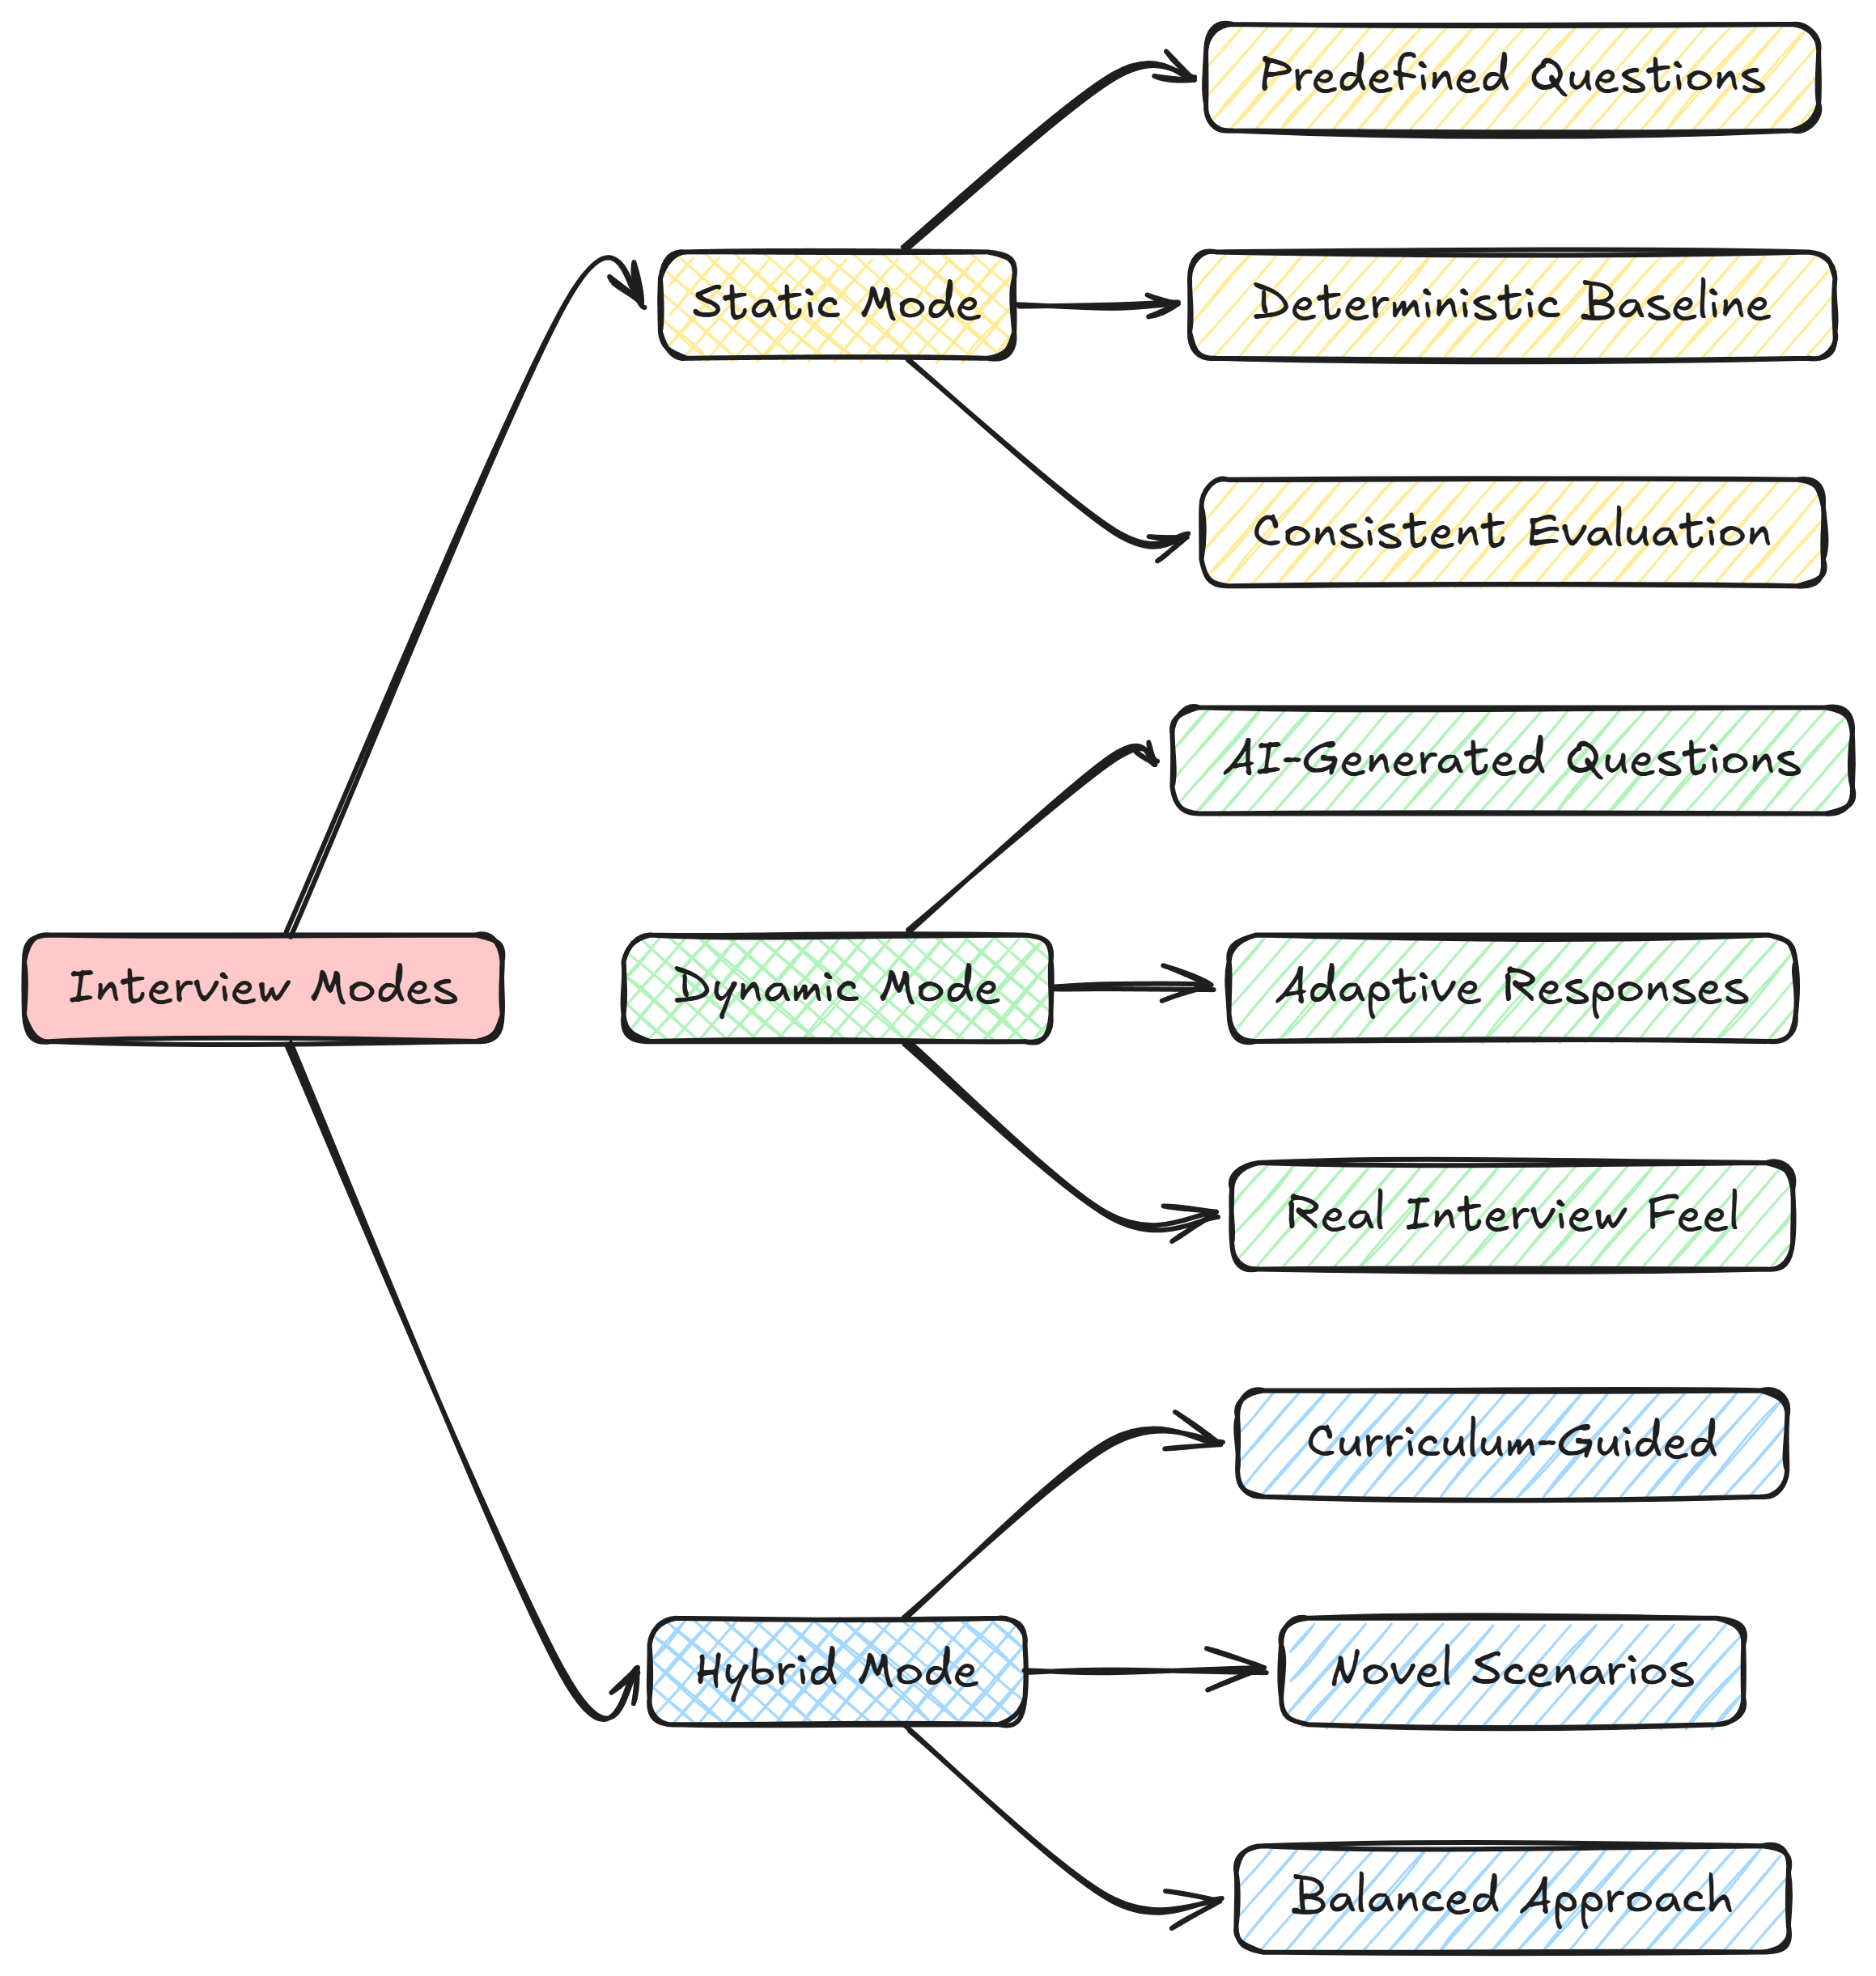 Interview Modes
Static Mode
Predefined Questions
Deterministic Baseline
Consistent Evaluation
Dynamic Mode
AI-Generated Questions
Adaptive Responses
Real Interview Feel
Hybrid Mode
Curriculum-Guided
Novel Scenarios
Balanced Approach